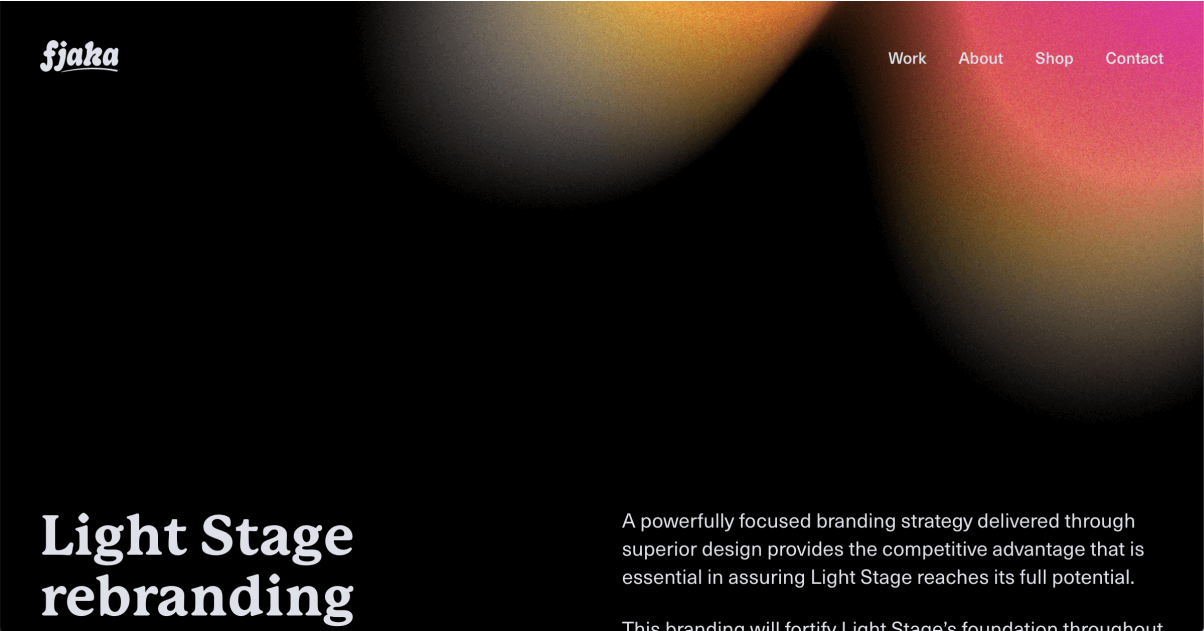 fjaka
Work
About
Shop
Contact
Light Stage
rebranding
A powerfully focused branding strategy delivered through
superior design provides the competitive advantage that is
essential in assuring Light Stage reaches its full potential.
This branding will fortify Light Stage’s foundation throughout